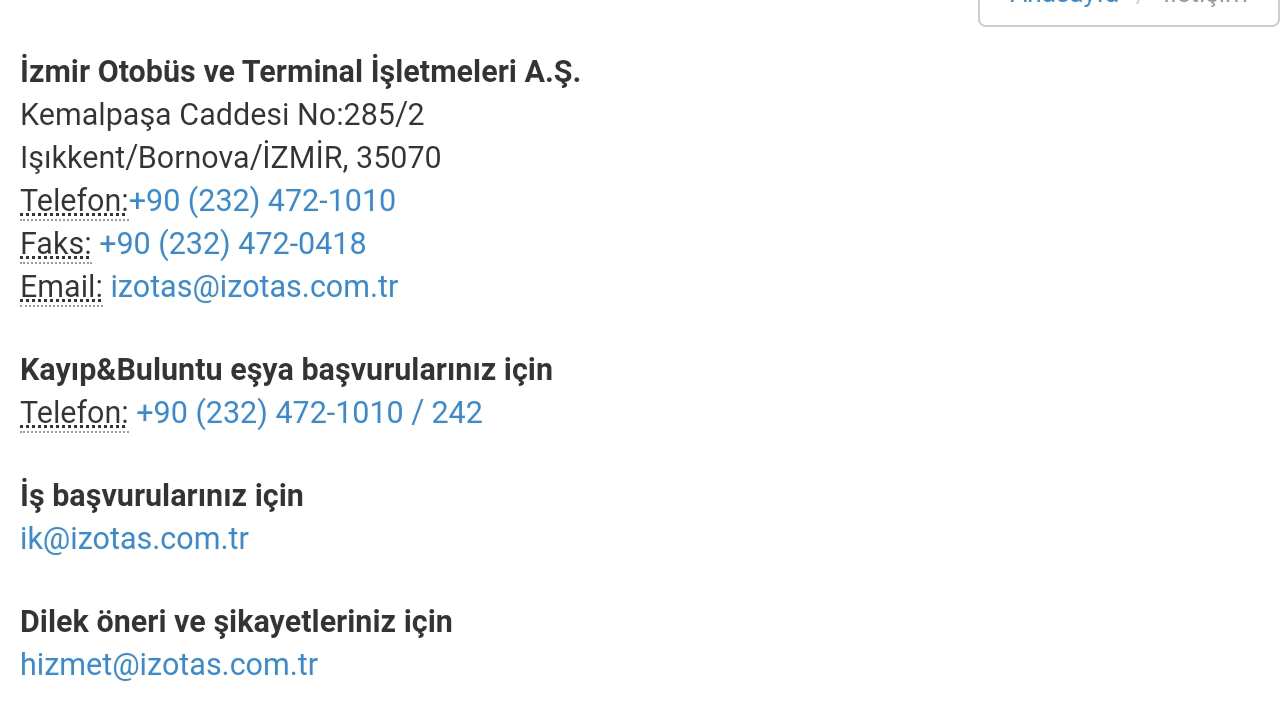 Anasayfa / İletişim
İzmir Otobüs ve Terminal İşletmeleri A.Ş.
Kemalpaşa Caddesi No:285/2
Işıkkent/Bornova/İZMİR, 35070
Telefon:+90 (232) 472-1010
Faks: +90 (232) 472-0418
Email: izotas@izotas.com.tr
Kayıp&Buluntu eşya başvurularınız için
Telefon: +90 (232) 472-1010 / 242
İş başvurularınız için
ik@izotas.com.tr
Dilek öneri ve şikayetleriniz için
hizmet@izotas.com.tr